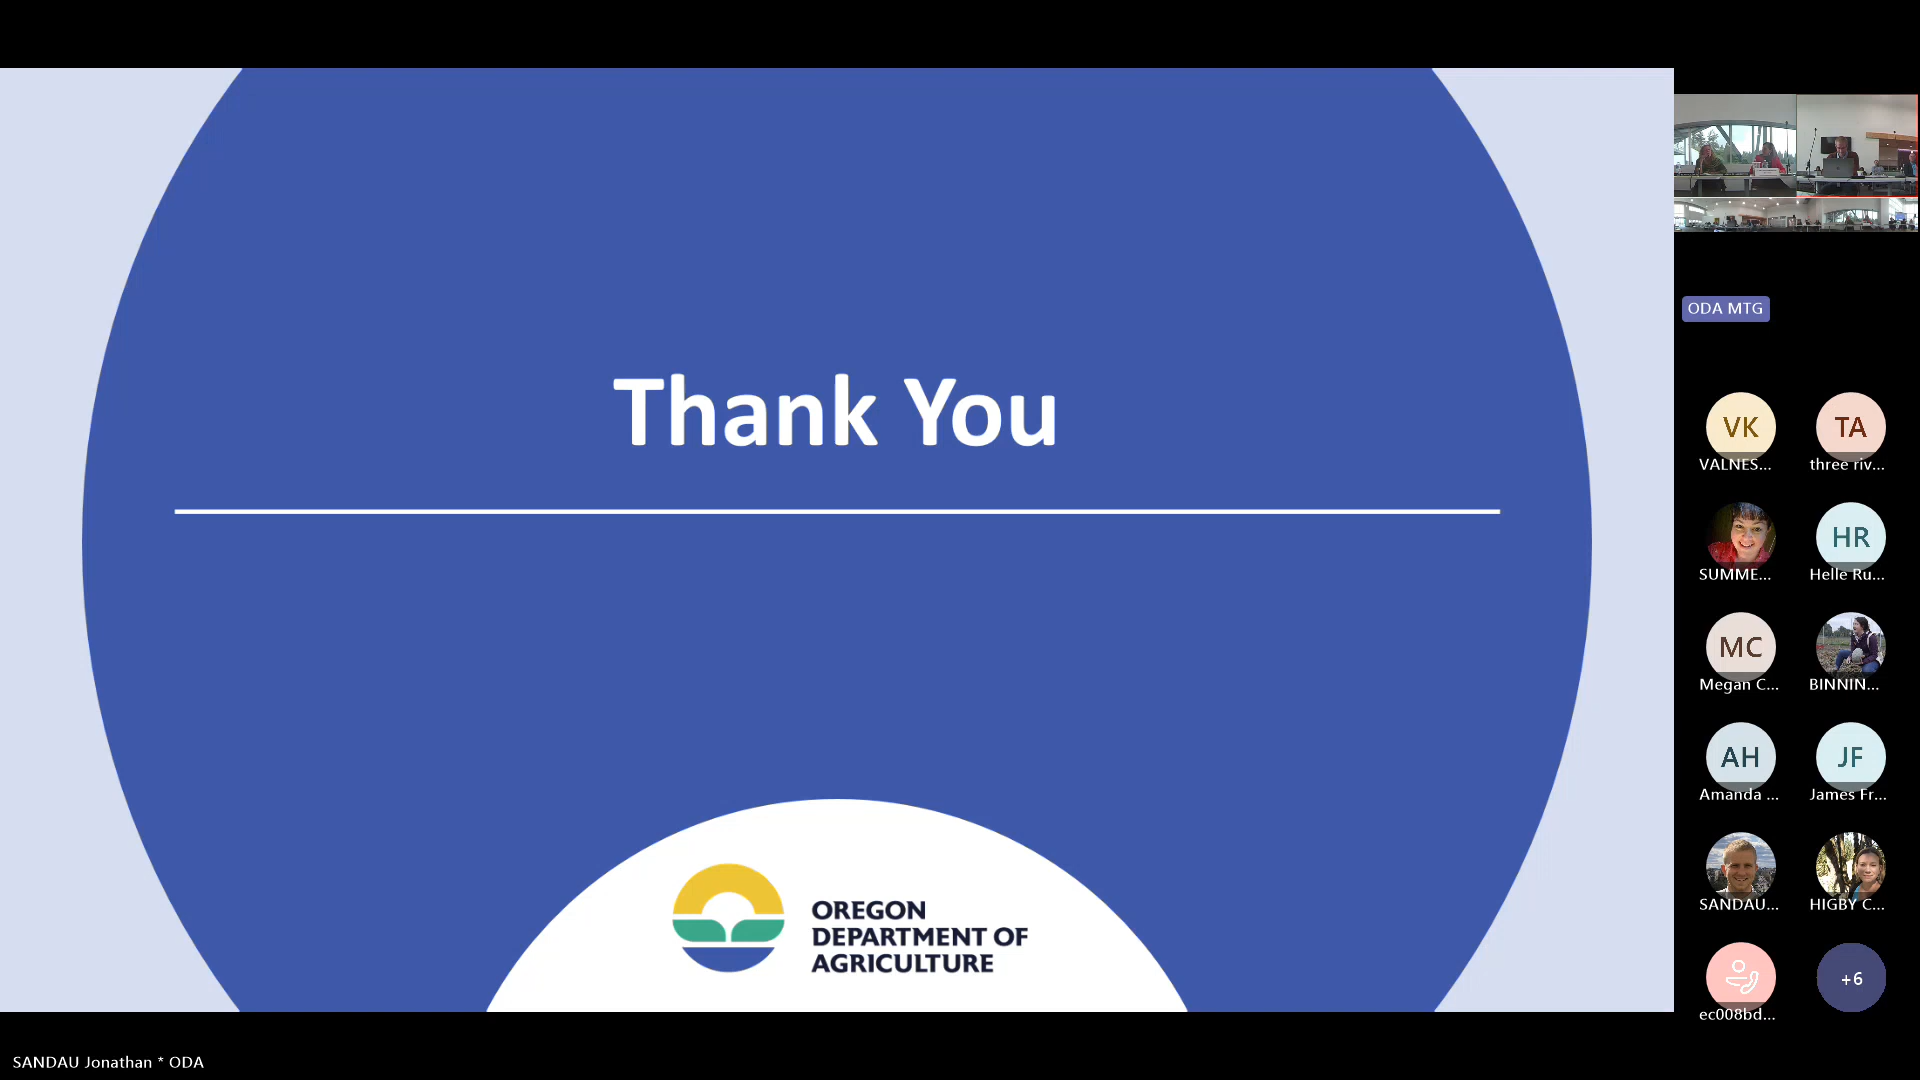 Thank You
OREGON
DEPARTMENT OF
AGRICULTURE
ODA MTG
VK
TA
VALNES...
three riv...
HR
SUMME...
Helle Ru...
MC
Megan C...
BINNIN...
AH
JF
Amanda ...
James Fr...
SANDAU...
HIGBY C...
+6
ec008bd...
SANDAU Jonathan * ODA